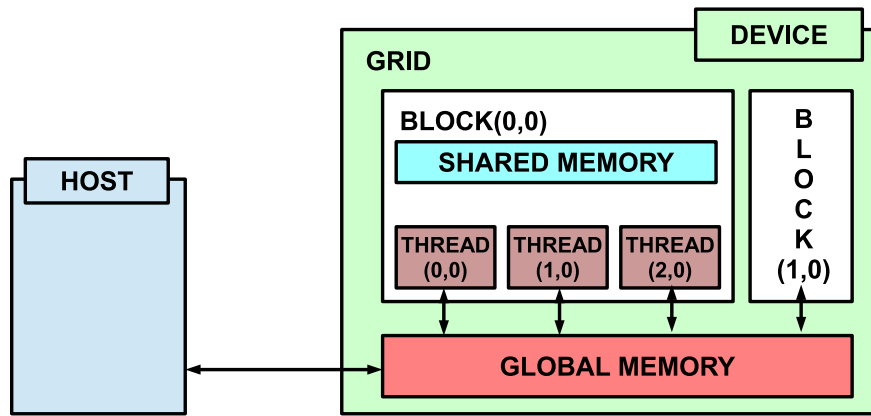 DEVICE
GRID
BLOCK(0,0)
SHARED MEMORY
THREAD
(0,0)
THREAD
(1,0)
THREAD
(2,0)
B
L
O
C
K
(1,0)
HOST
GLOBAL MEMORY